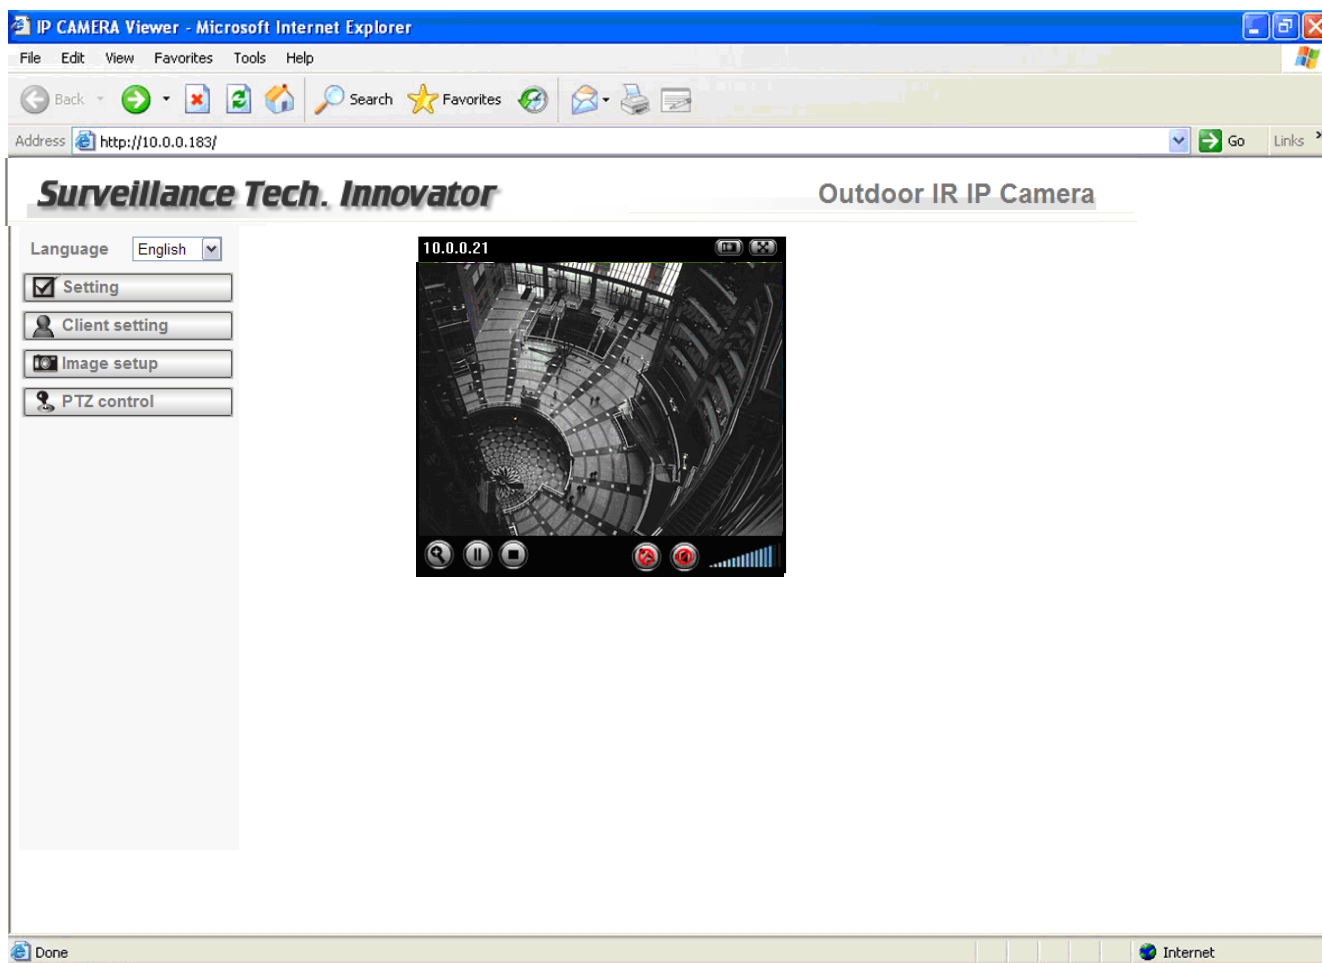 IP CAMERA Viewer - Microsoft Internet Explorer
File Edit View Favorites Tools Help
Back Search Favorites
Address http://10.0.0.183/ Go Links
Surveillance Tech. Innovator Outdoor IR IP Camera
Language English
10.0.0.21
Setting
Client setting
Image setup
PTZ control
Done Internet